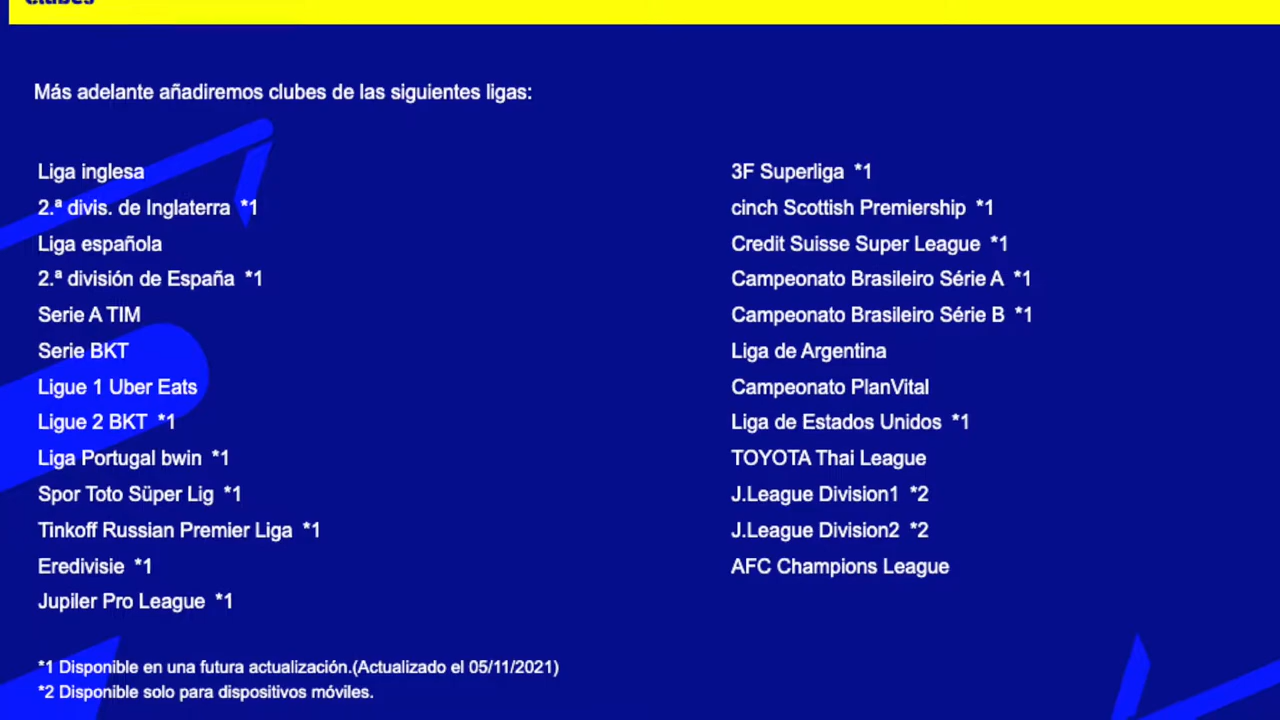 Clubes
Más adelante añadiremos clubes de las siguientes ligas:
Liga inglesa
2.ª divis. de Inglaterra *1
Liga española
2.ª división de España *1
Serie A TIM
Serie BKT
Ligue 1 Uber Eats
Ligue 2 BKT *1
Liga Portugal bwin *1
Spor Toto Süper Lig *1
Tinkoff Russian Premier Liga *1
Eredivisie *1
Jupiler Pro League *1
3F Superliga *1
cinch Scottish Premiership *1
Credit Suisse Super League *1
Campeonato Brasileiro Série A *1
Campeonato Brasileiro Série B *1
Liga de Argentina
Campeonato PlanVital
Liga de Estados Unidos *1
TOYOTA Thai League
J.League Division1 *2
J.League Division2 *2
AFC Champions League
*1 Disponible en una futura actualización.(Actualizado el 05/11/2021)
*2 Disponible solo para dispositivos móviles.